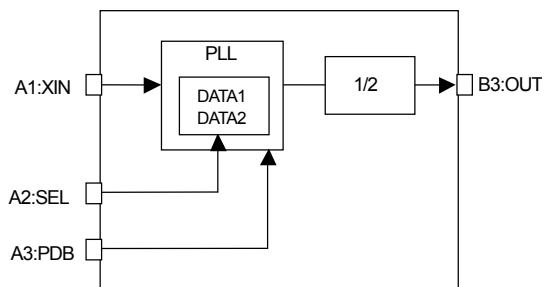 PLL
A1:XIN
DATA1
DATA2
1/2
B3:OUT
A2:SEL
A3:PDB